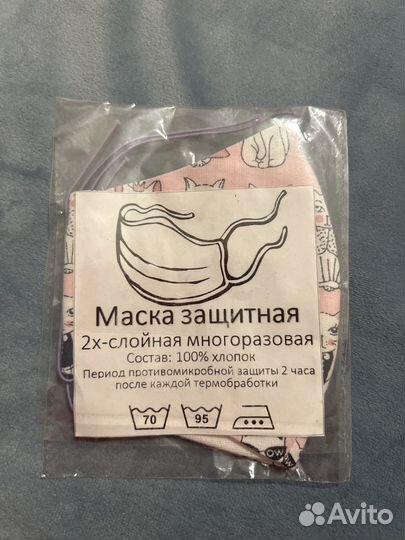 Маска защитная
2х-слойная многоразовая
Состав: 100% хлопок
Период противомикробной защиты 2 часа
после каждой термобработки
70 95
OW
Avito